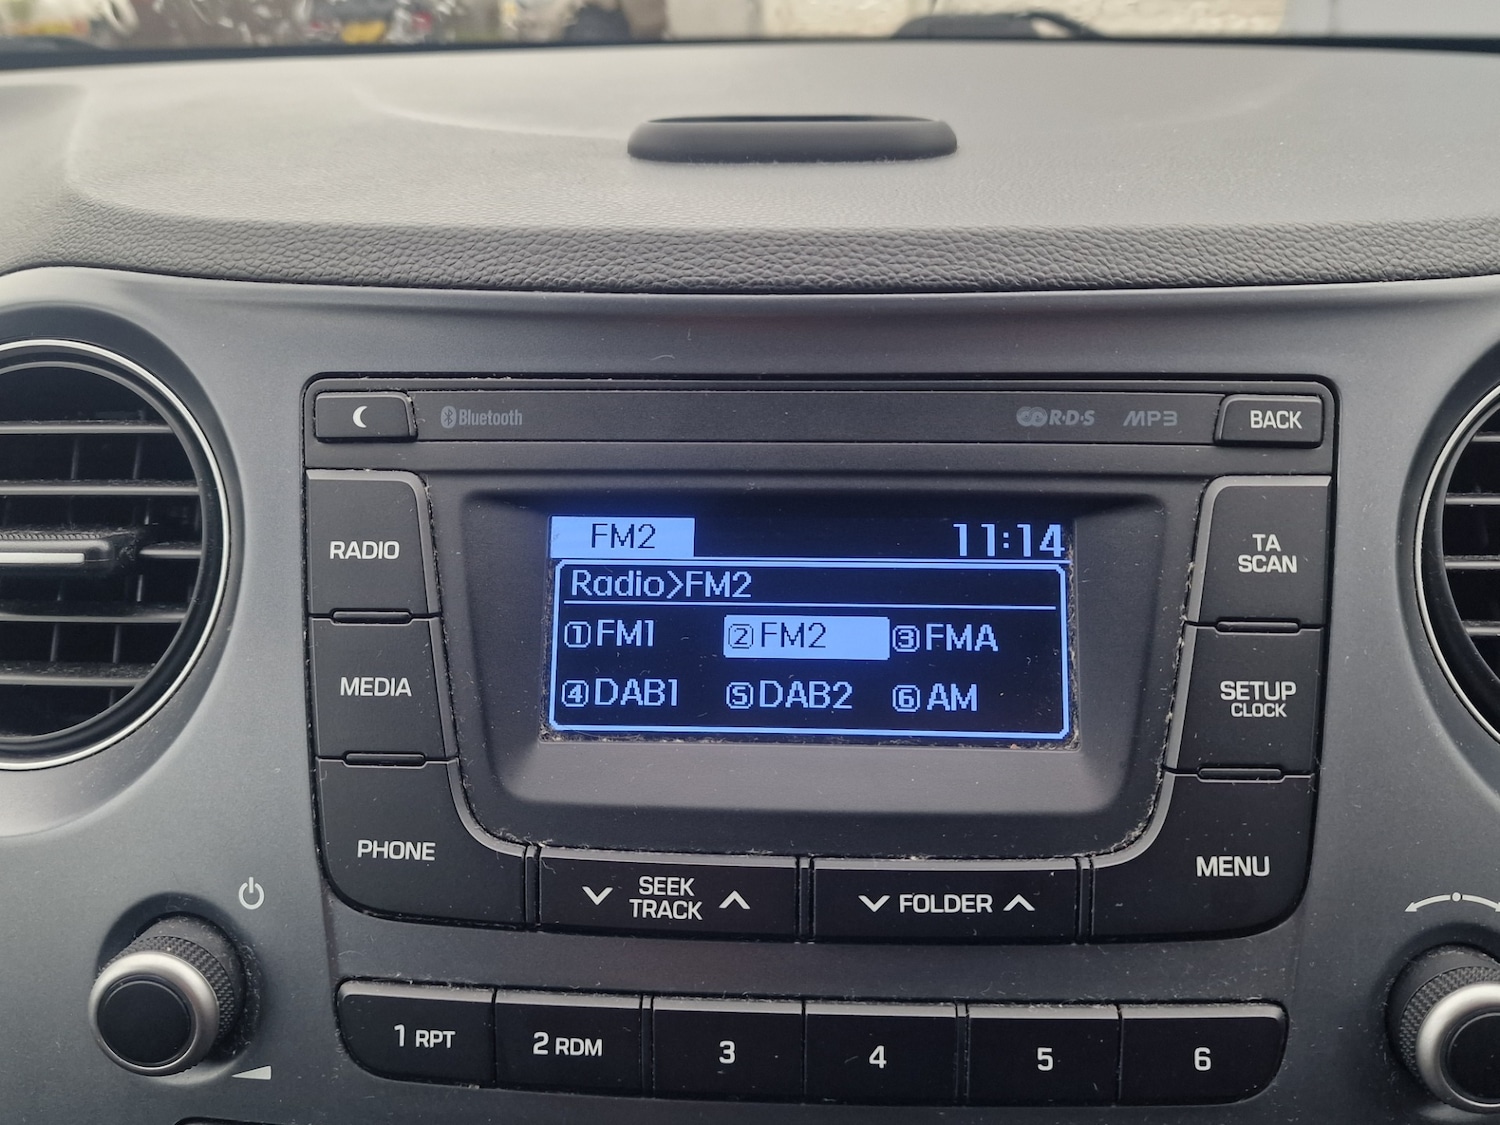 Bluetooth
R·D·S
MP3
BACK
RADIO
FM2
11:14
TA
SCAN
Radio>FM2
①FM1 ②FM2 ③FMA
MEDIA
④DAB1 ⑤DAB2 ⑥AM
SETUP
CLOCK
PHONE
SEEK
TRACK
FOLDER
MENU
1 RPT
2 RDM
3
4
5
6